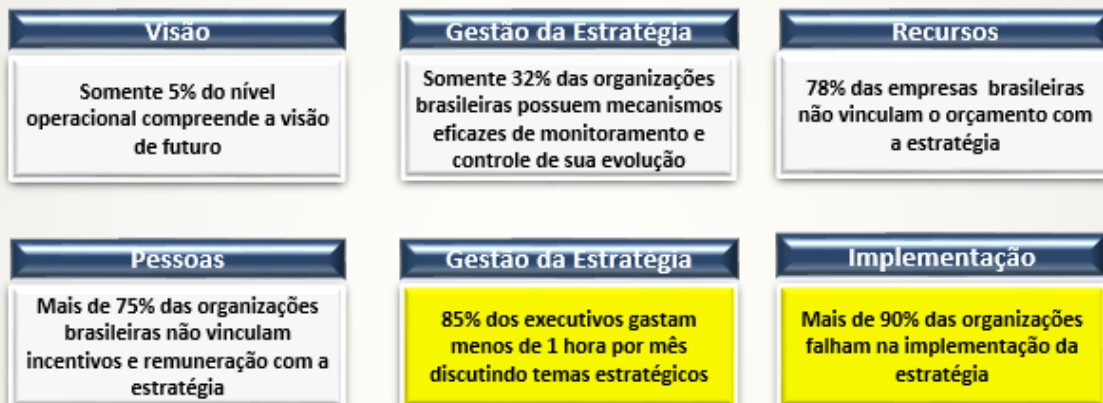 Visão
Somente 5% do nível
operacional compreende a visão
de futuro
Gestão da Estratégia
Somente 32% das organizações
brasileiras possuem mecanismos
eficazes de monitoramento e
controle de sua evolução
Recursos
78% das empresas brasileiras
não vinculam o orçamento com
a estratégia
Pessoas
Mais de 75% das organizações
brasileiras não vinculam
incentivos e remuneração com a
estratégia
Gestão da Estratégia
85% dos executivos gastam
menos de 1 hora por mês
discutindo temas estratégicos
Implementação
Mais de 90% das organizações
falham na implementação da
estratégia